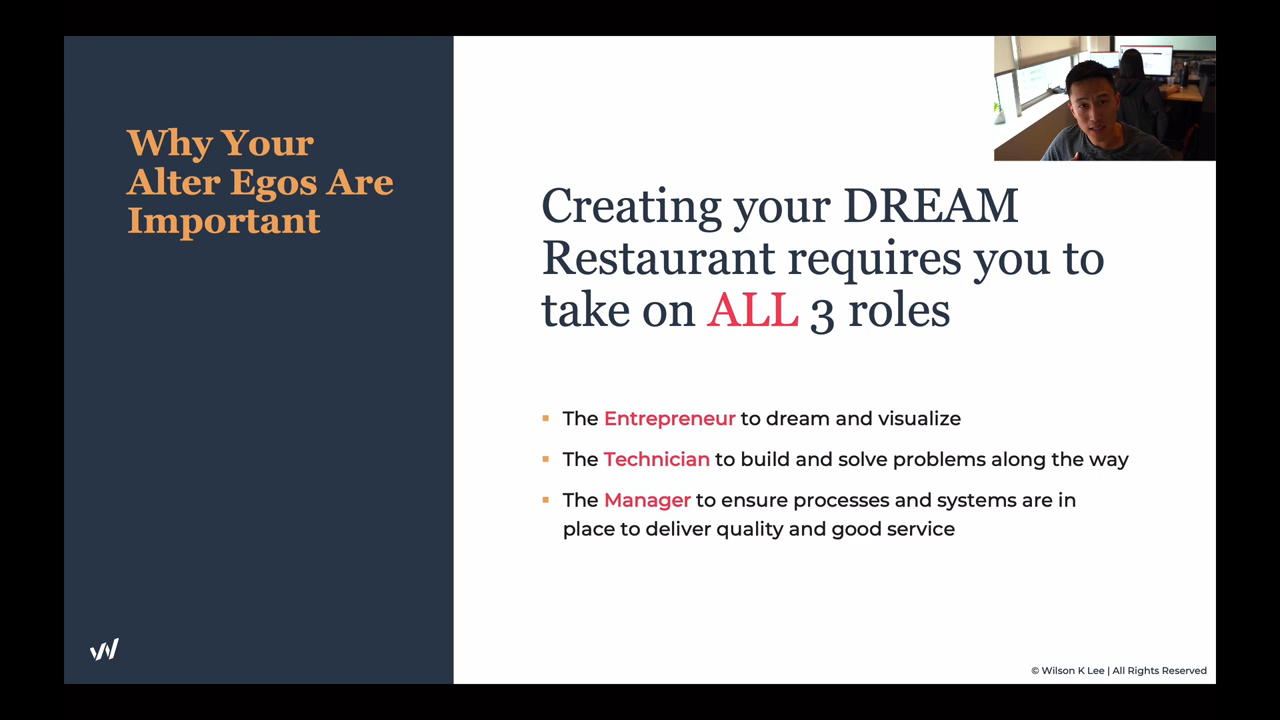 Why Your
Alter Egos Are
Important
Creating your DREAM
Restaurant requires you to
take on ALL 3 roles
The Entrepreneur to dream and visualize
The Technician to build and solve problems along the way
The Manager to ensure processes and systems are in
place to deliver quality and good service
© Wilson K Lee | All Rights Reserved